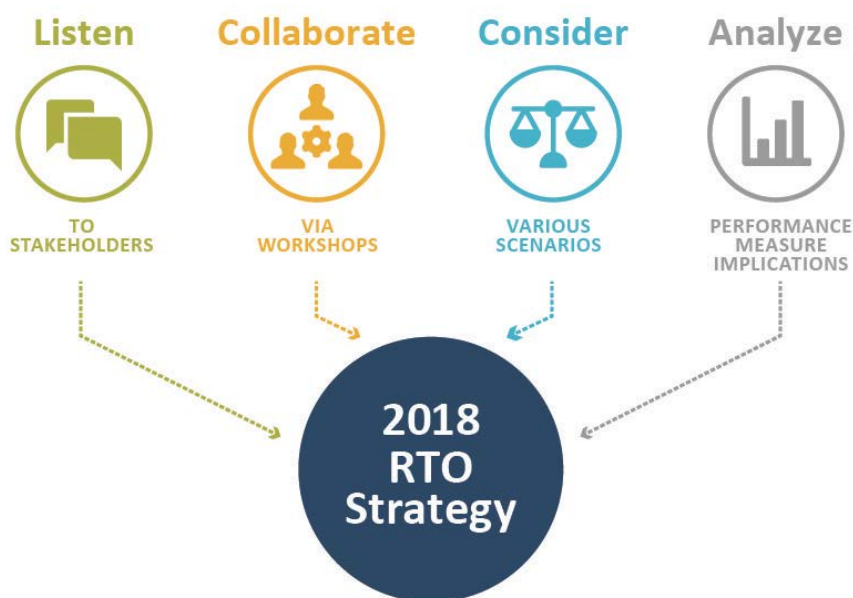 Listen
Collaborate
Consider
Analyze
TO
STAKEHOLDERS
VIA
WORKSHOPS
VARIOUS
SCENARIOS
PERFORMANCE
MEASURE
IMPLICATIONS
2018
RTO
Strategy